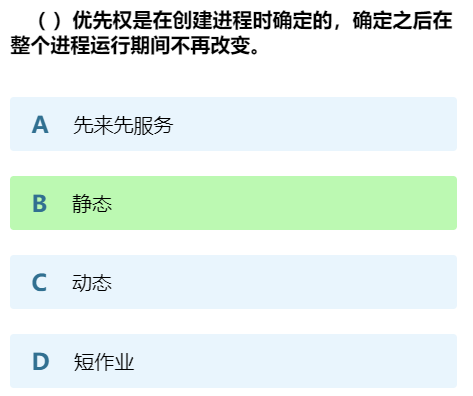 （ ）优先权是在创建进程时确定的，确定之后在
整个进程运行期间不再改变。
A 先来先服务
B 静态
C 动态
D 短作业